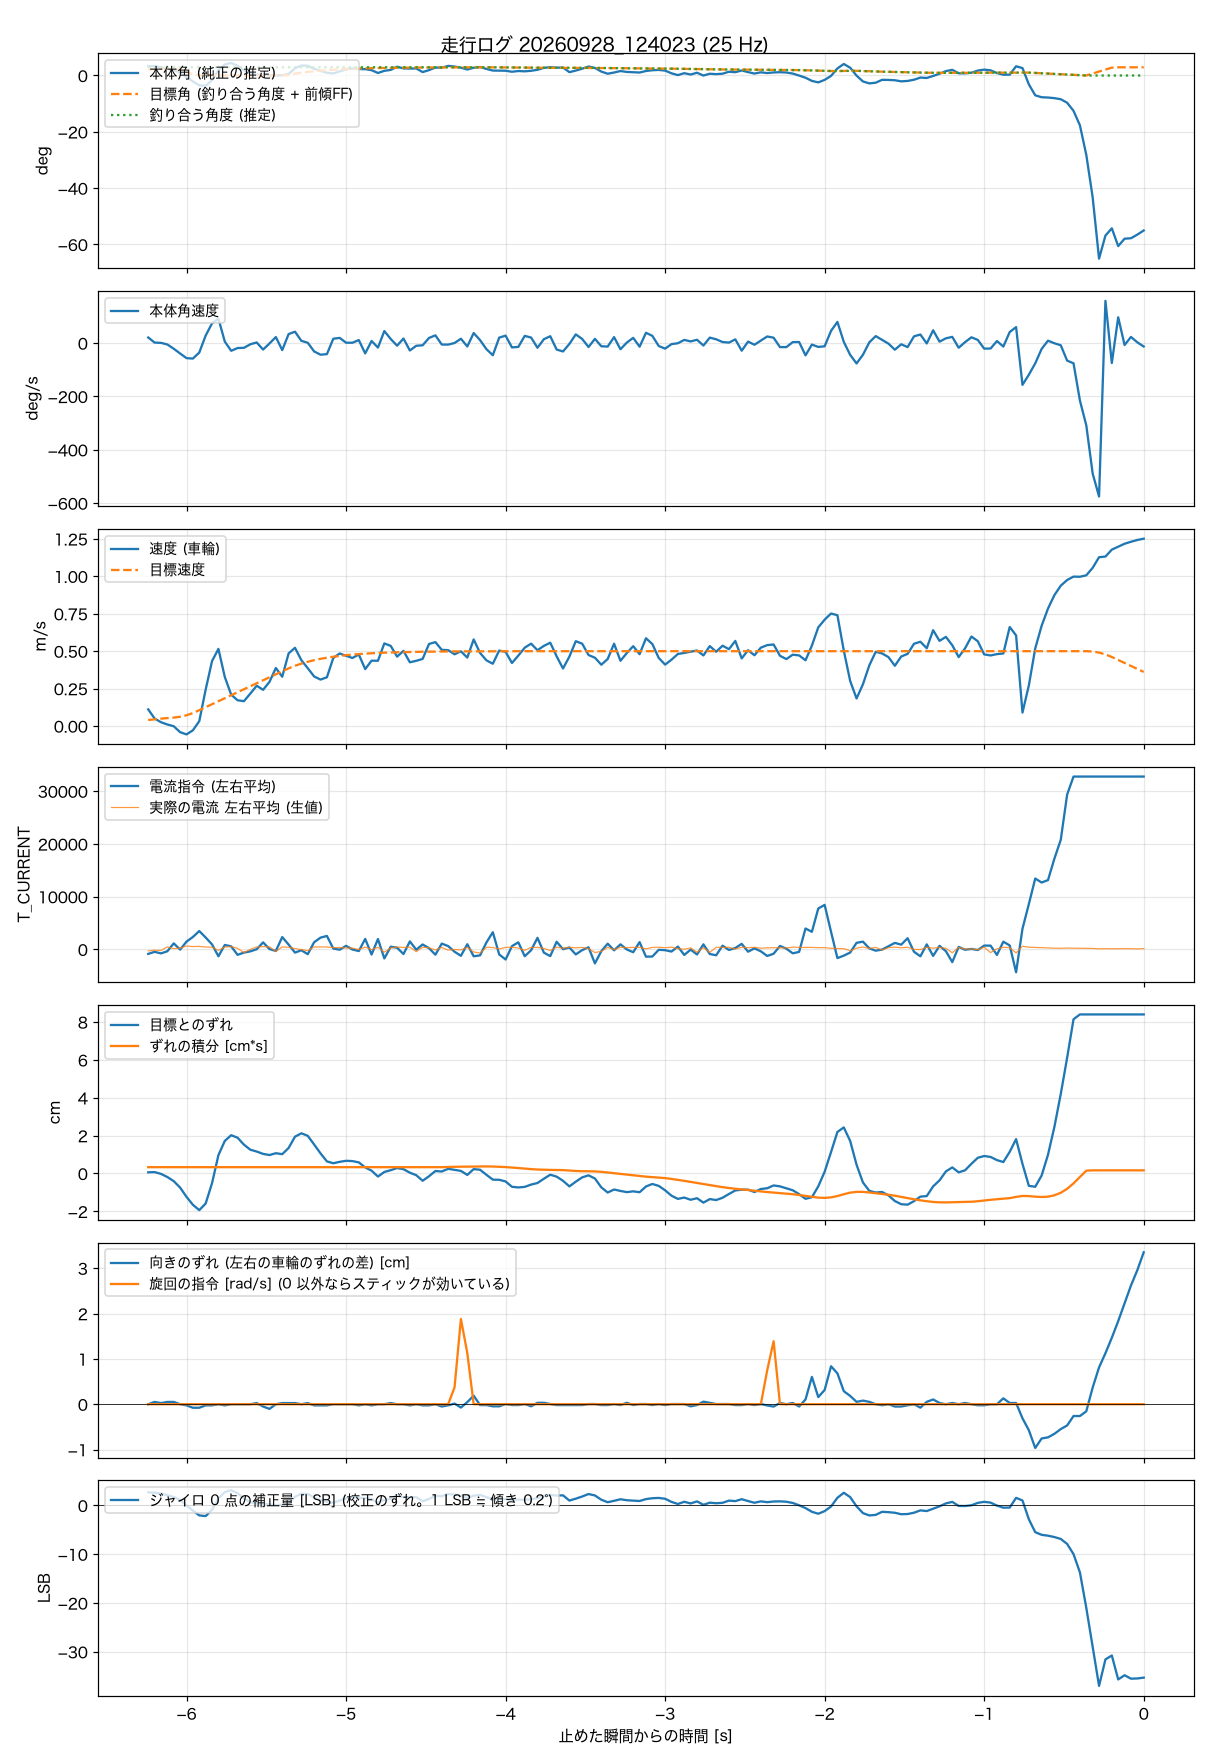 走行ログ 20260928_124023 (25 Hz)
本体角 (純正の推定)
目標角 (釣り合う角度 + 前傾FF)
釣り合う角度 (推定)
deg
0
−20
−40
−60
本体角速度
deg/s
0
−200
−400
−600
速度 (車輪)
目標速度
m/s
1.25
1.00
0.75
0.50
0.25
0.00
電流指令 (左右平均)
実際の電流 左右平均 (生値)
T_CURRENT
30000
20000
10000
0
目標とのずれ
ずれの積分 [cm*s]
cm
8
6
4
2
0
−2
向きのずれ (左右の車輪のずれの差) [cm]
旋回の指令 [rad/s] (0 以外ならスティックが効いている)
3
2
1
0
−1
ジャイロ 0 点の補正量 [LSB] (校正のずれ。1 LSB ≒ 傾き 0.2°)
LSB
0
−10
−20
−30
−6
−5
−4
−3
−2
−1
0
止めた瞬間からの時間 [s]